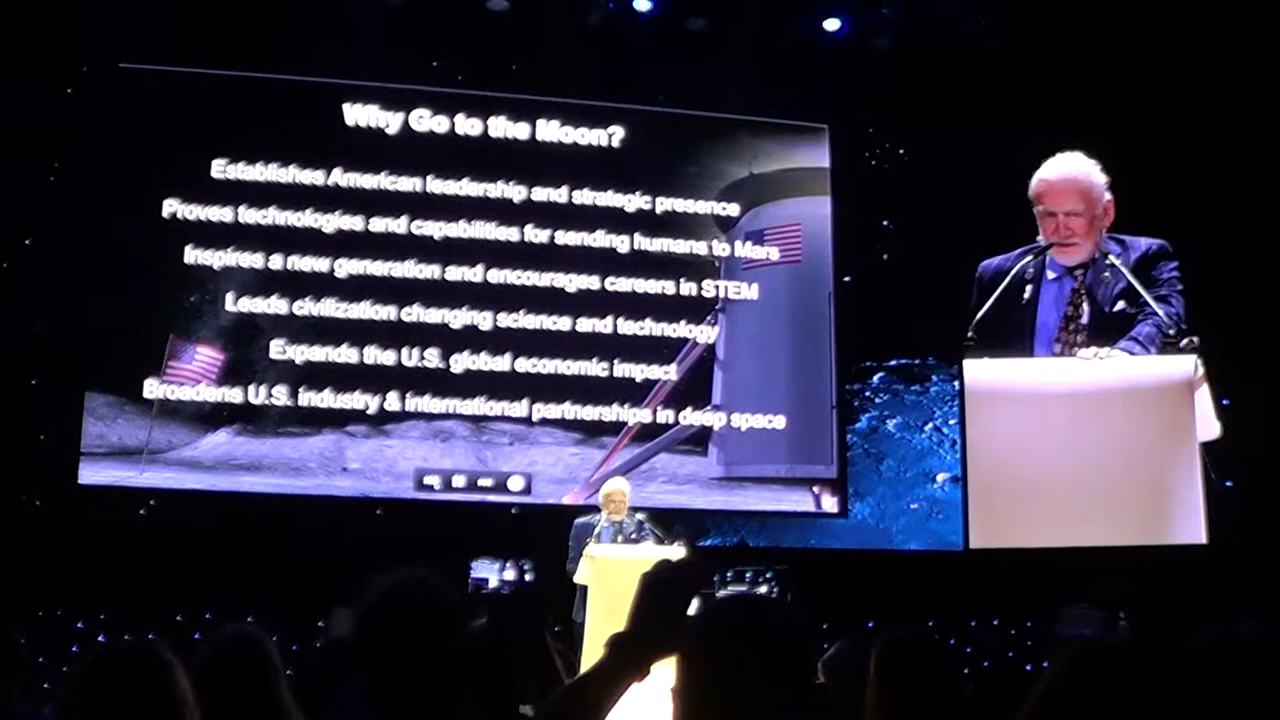 Why Go to the Moon?
Establishes American leadership and strategic presence
Proves technologies and capabilities for sending humans to Mars
Inspires a new generation and encourages careers in STEM
Leads civilization changing science and technology
Expands the U.S. global economic impact
Broadens U.S. industry & international partnerships in deep space